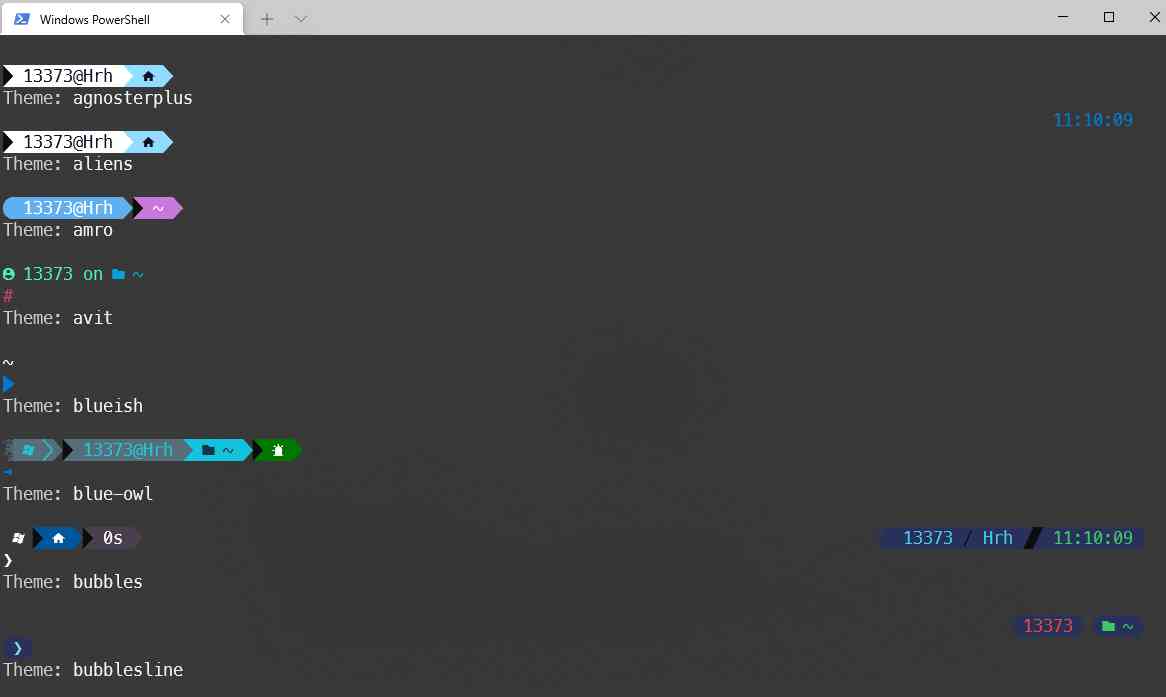 Windows PowerShell
13373@Hrh
Theme: agnosterplus
11:10:09
13373@Hrh
Theme: aliens
13373@Hrh ~
Theme: amro
13373 on ~
#
Theme: avit
~
Theme: blueish
13373@Hrh ~
Theme: blue-owl
0s 13373 / Hrh 11:10:09
❯
Theme: bubbles
13373 ~
❯
Theme: bubblesline